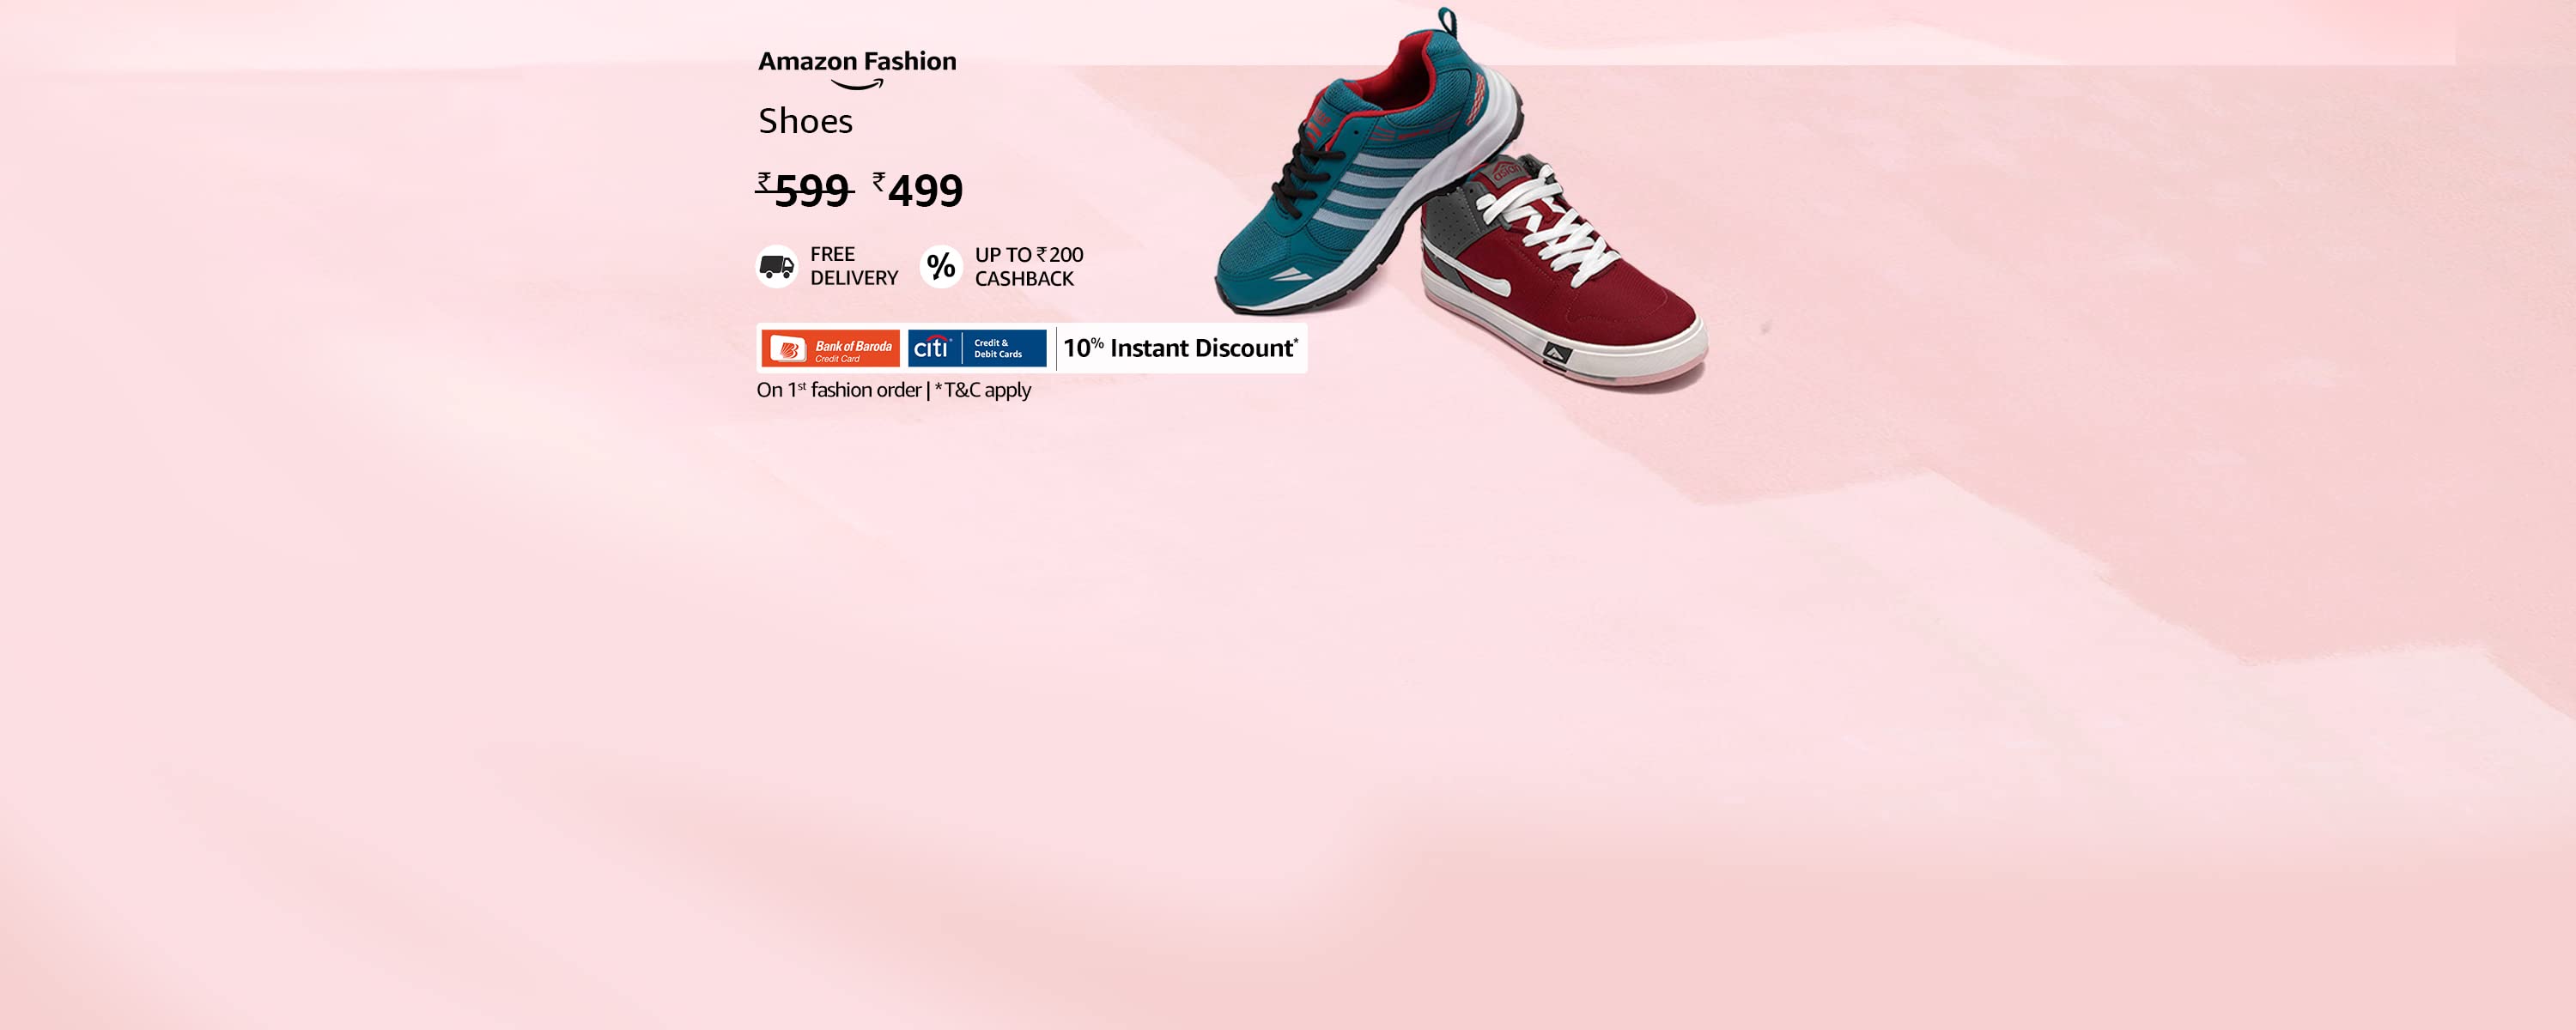 Amazon Fashion
Shoes
₹599 ₹499
FREE DELIVERY
UP TO ₹200 CASHBACK
Bank of Baroda
Credit Card
citi
Credit &
Debit Cards
10% Instant Discount*
On 1st fashion order | *T&C apply
asian